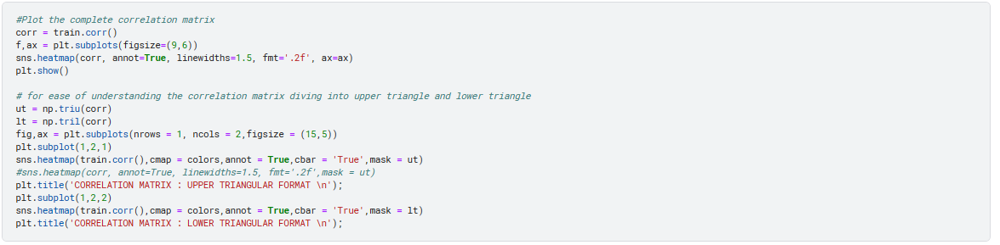 #Plot the complete correlation matrix
corr = train.corr()
f,ax = plt.subplots(figsize=(9,6))
sns.heatmap(corr, annot=True, linewidths=1.5, fmt='.2f', ax=ax)
plt.show()
# for ease of understanding the correlation matrix diving into upper triangle and lower triangle
ut = np.triu(corr)
lt = np.tril(corr)
fig,ax = plt.subplots(nrows = 1, ncols = 2,figsize = (15,5))
plt.subplot(1,2,1)
sns.heatmap(train.corr(),cmap = colors,annot = True,cbar = 'True',mask = ut)
#sns.heatmap(corr, annot=True, linewidths=1.5, fmt='.2f',mask = ut)
plt.title('CORRELATION MATRIX : UPPER TRIANGULAR FORMAT \n');
plt.subplot(1,2,2)
sns.heatmap(train.corr(),cmap = colors,annot = True,cbar = 'True',mask = lt)
plt.title('CORRELATION MATRIX : LOWER TRIANGULAR FORMAT \n');